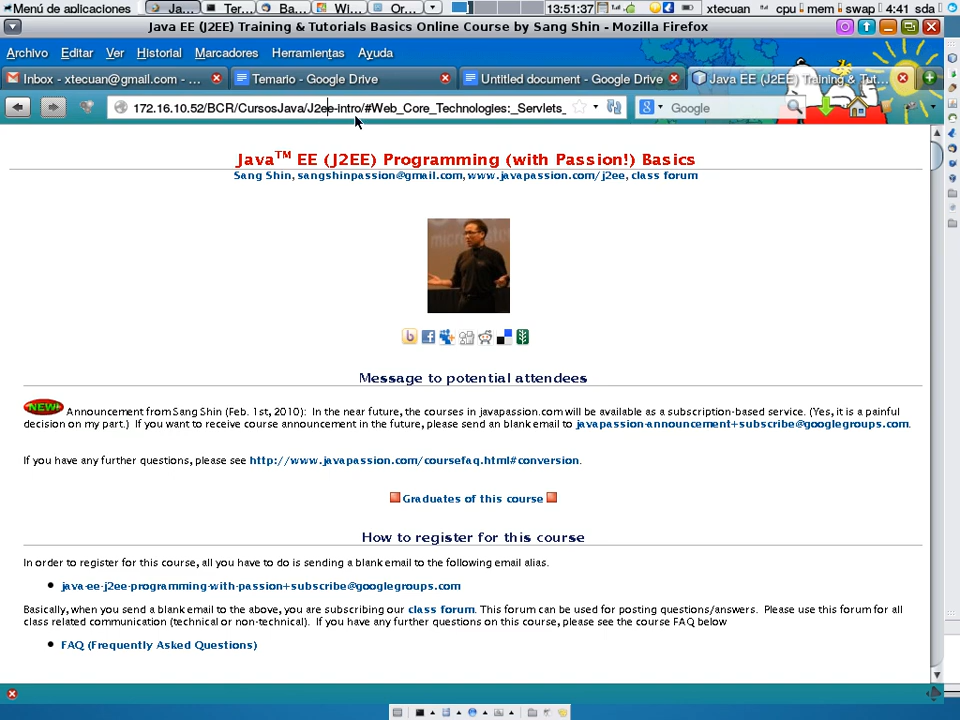 Menú de aplicaciones Ja... Ter... Ba... Wi... Or... 13:51:37 xtecuan cpu mem swap 4:41 sda
Java EE (J2EE) Training & Tutorials Basics Online Course by Sang Shin - Mozilla Firefox
Archivo Editar Ver Historial Marcadores Herramientas Ayuda
Inbox - xtecuan@gmail.com - ... Temario - Google Drive Untitled document - Google Drive Java EE (J2EE) Training & Tut...
172.16.10.52/BCR/CursosJava/J2ee-intro/#Web_Core_Technologies:_Servlets_ Google
Java™ EE (J2EE) Programming (with Passion!) Basics
Sang Shin, sangshinpassion@gmail.com, www.javapassion.com/j2ee, class forum
Message to potential attendees
NEW! Announcement from Sang Shin (Feb. 1st, 2010): In the near future, the courses in javapassion.com will be available as a subscription-based service. (Yes, it is a painful
decision on my part.) If you want to receive course announcement in the future, please send an blank email to javapassion-announcement+subscribe@googlegroups.com.
If you have any further questions, please see http://www.javapassion.com/coursefaq.html#conversion.
Graduates of this course
How to register for this course
In order to register for this course, all you have to do is sending a blank email to the following email alias.
java-ee-j2ee-programming-with-passion+subscribe@googlegroups.com
Basically, when you send a blank email to the above, you are subscribing our class forum. This forum can be used for posting questions/answers. Please use this forum for all
class related communication (technical or non-technical). If you have any further questions on this course, please see the course FAQ below
FAQ (Frequently Asked Questions)